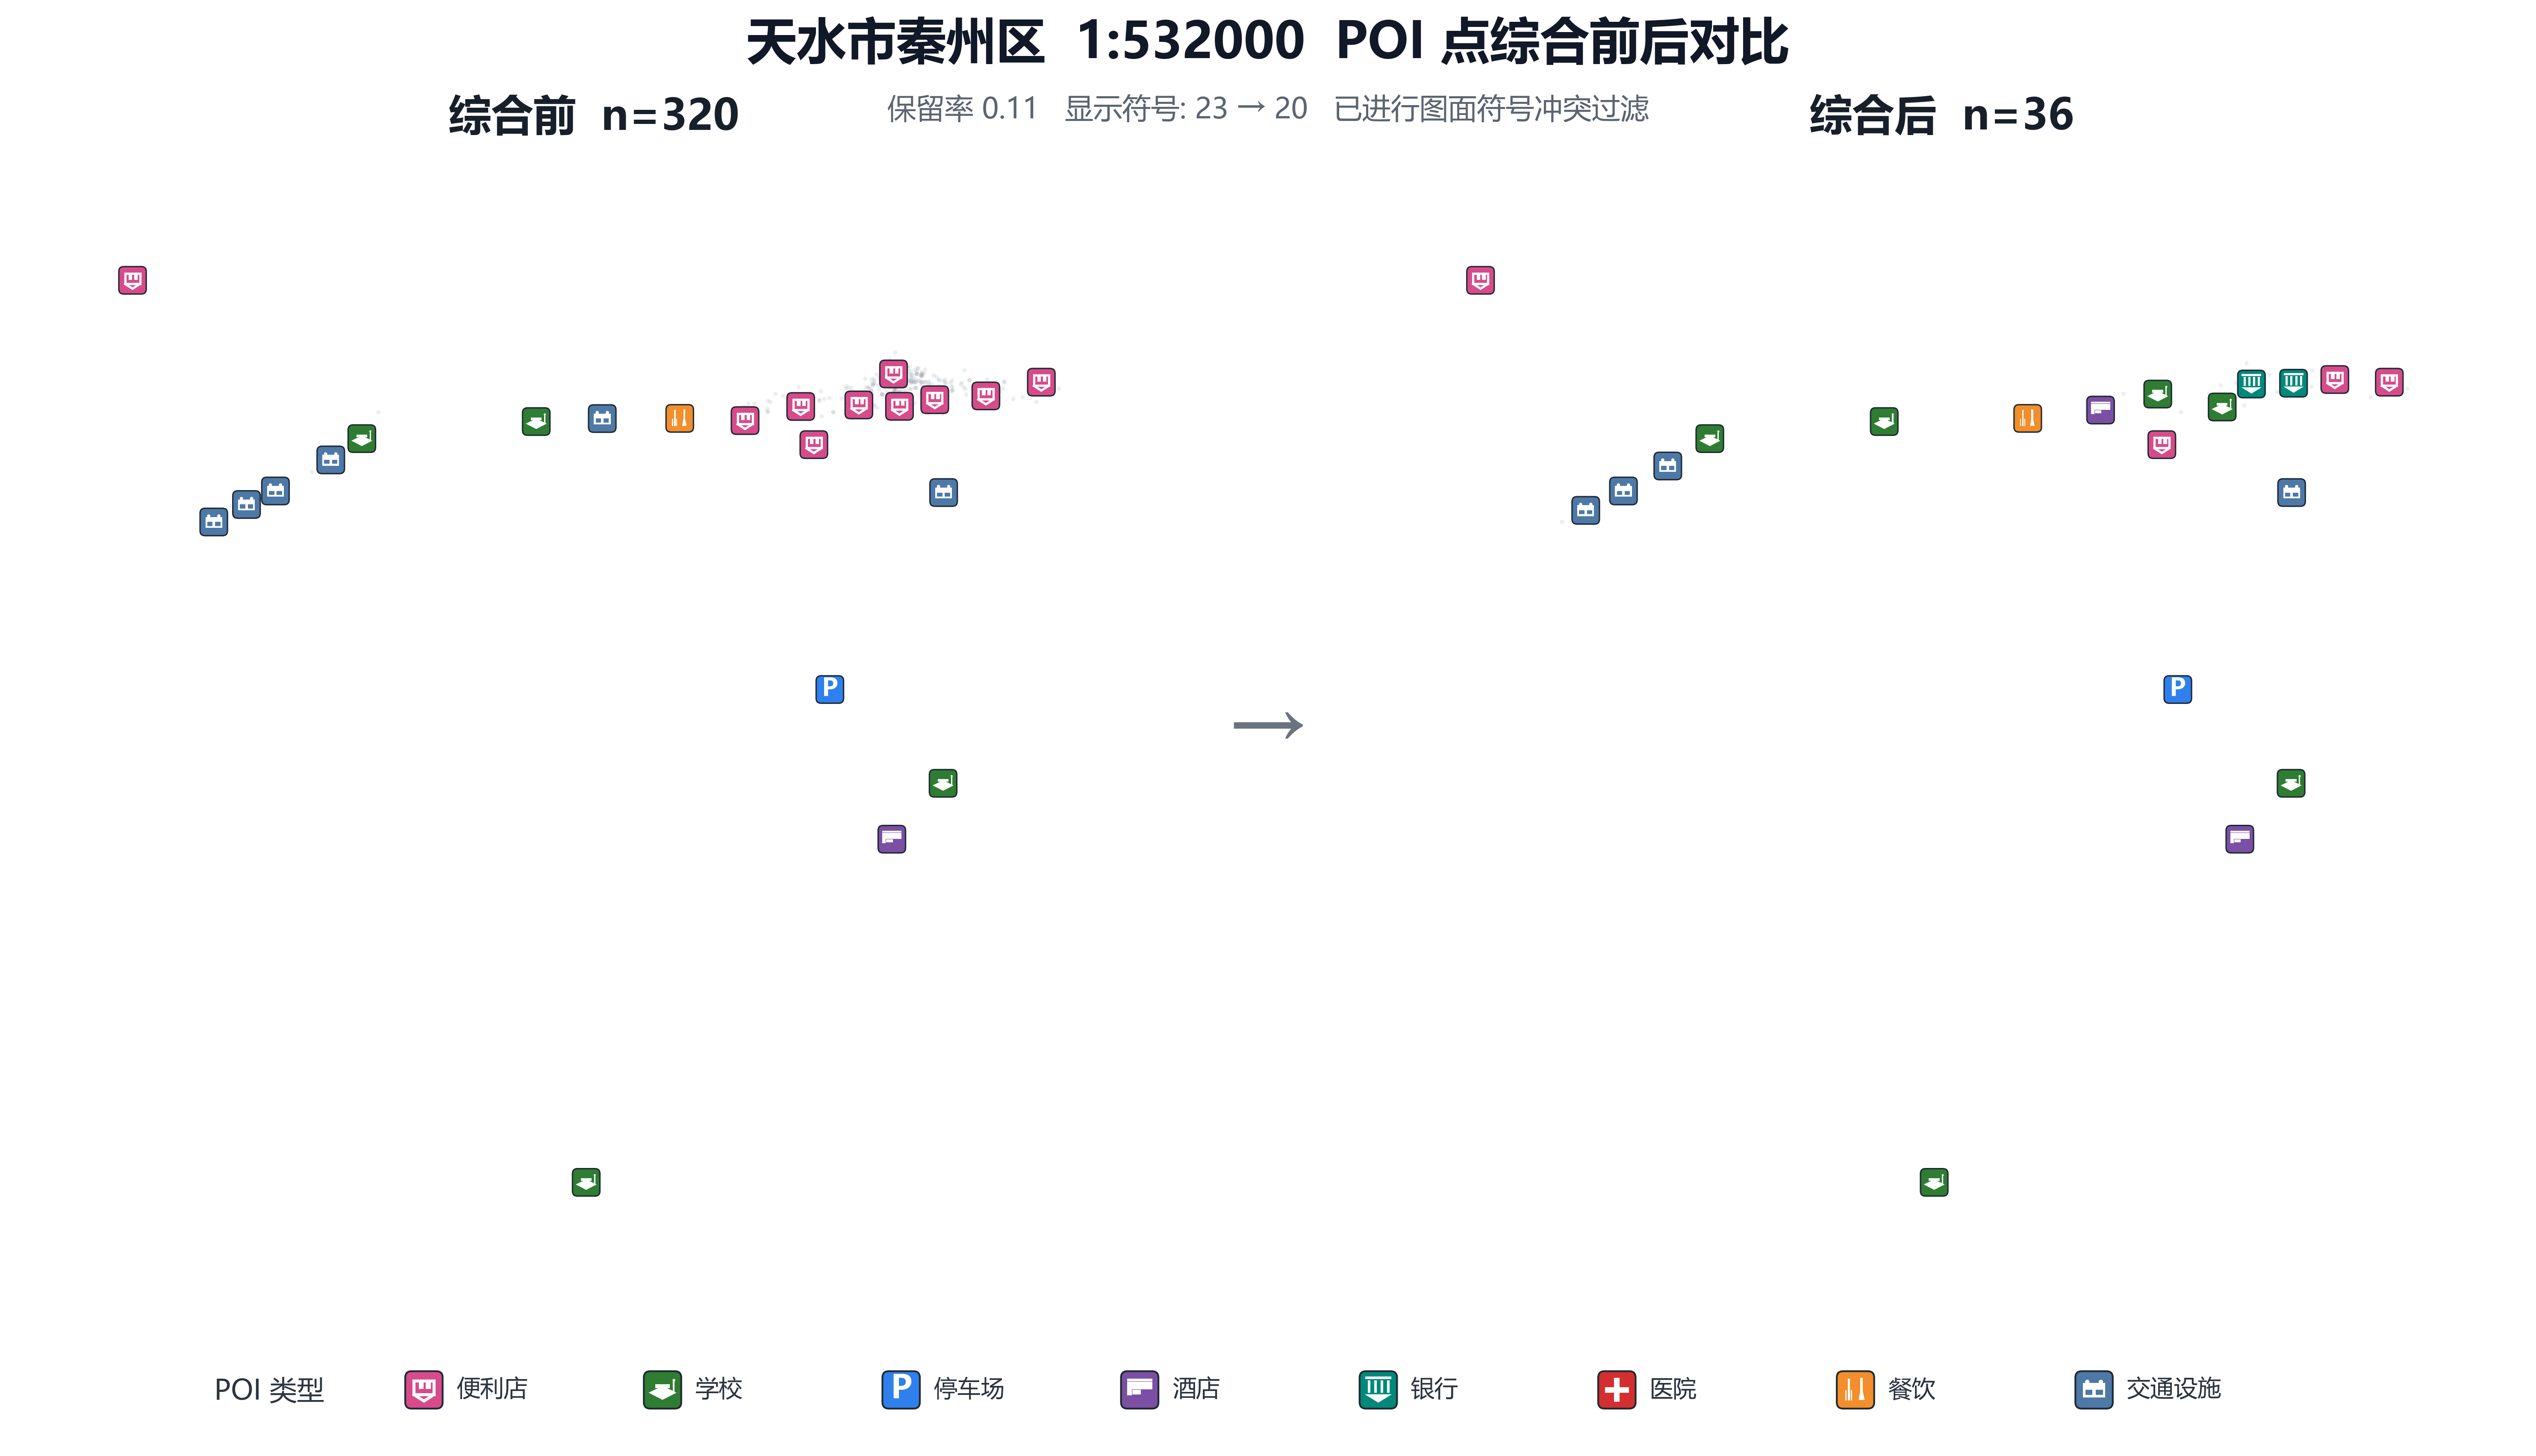 天水市秦州区 1:532000 POI 点综合前后对比
综合前 n=320
保留率 0.11 显示符号: 23 → 20 已进行图面符号冲突过滤
综合后 n=36
P
P
→
POI 类型 便利店 学校 P 停车场 酒店 银行 医院 餐饮 交通设施